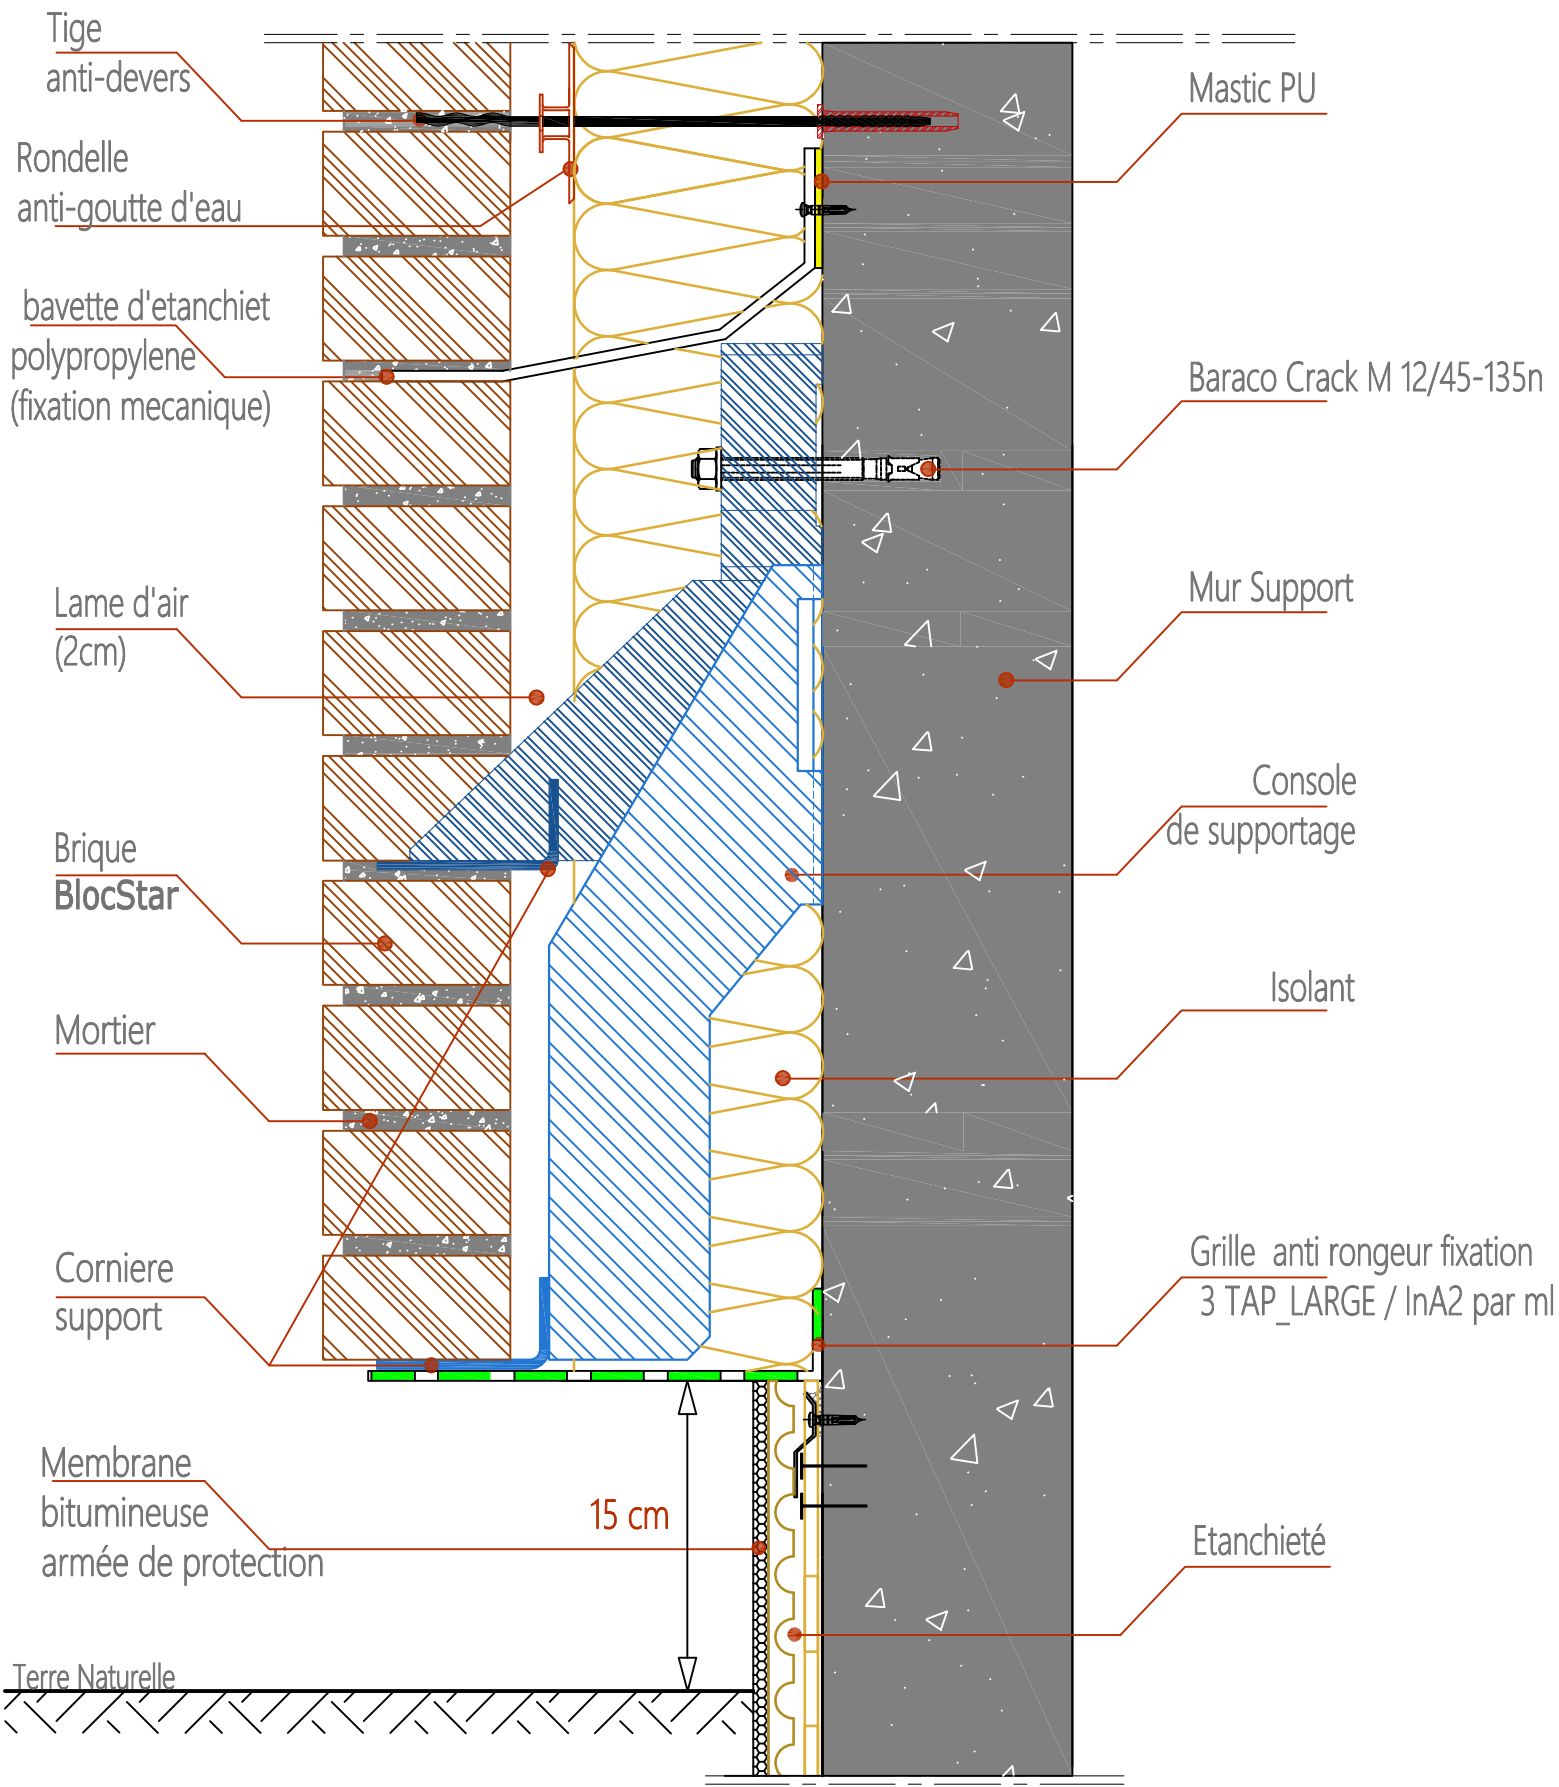 Tige
anti-devers
Rondelle
anti-goutte d'eau
bavette d'etanchiet
polypropylene
(fixation mecanique)
Lame d'air
(2cm)
Brique
BlocStar
Mortier
Corniere
support
Membrane
bitumineuse
armée de protection
15 cm
Terre Naturelle
Mastic PU
Baraco Crack M 12/45-135n
Mur Support
Console
de supportage
Isolant
Grille anti rongeur fixation
3 TAP_LARGE / InA2 par ml
Etanchieté